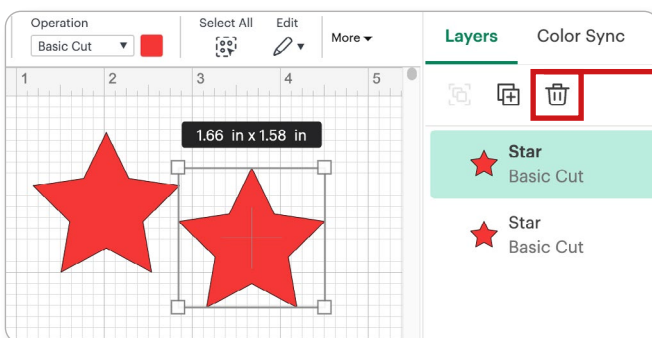 Operation
Basic Cut
Select All
Edit
More
1 2 3 4 5
1.66 in x 1.58 in
Layers
Color Sync
Star
Basic Cut
Star
Basic Cut